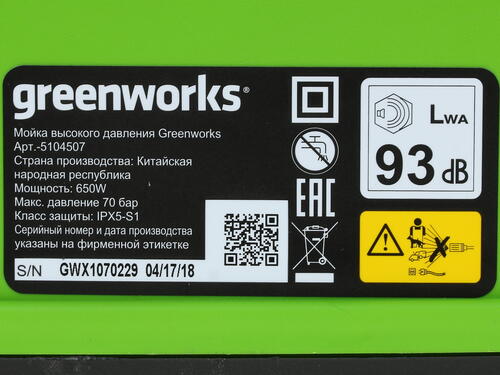 greenworks®
Мойка высокого давления Greenworks
Арт.-5104507
Страна производства: Китайская
народная республика
Мощность: 650W
Макс. давление 70 бар
Класс защиты: IPX5-S1
Серийный номер и дата производства
указаны на фирменной этикетке
S/N GWX1070229 04/17/18
EAC
LWA
93 dB